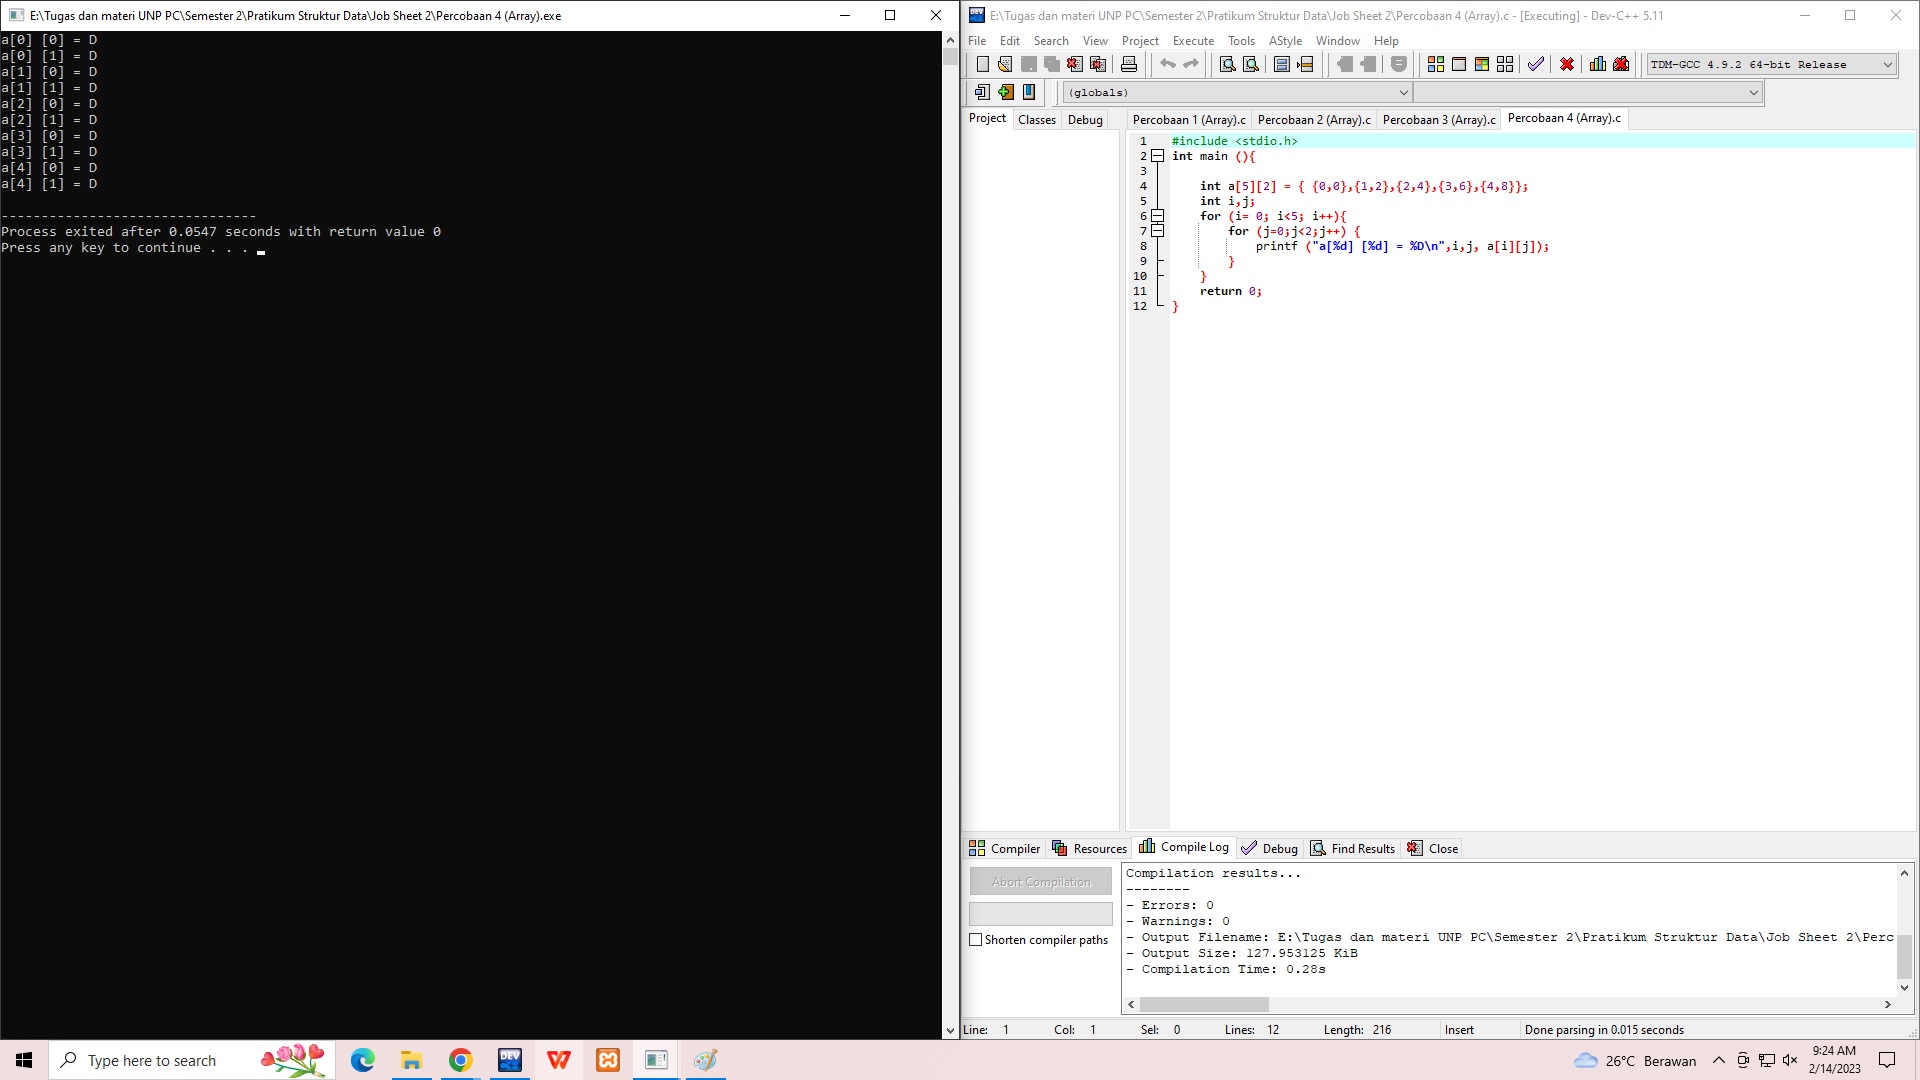 E:\Tugas dan materi UNP PC\Semester 2\Pratikum Struktur Data\Job Sheet 2\Percobaan 4 (Array).exe
a[0] [0] = D
a[0] [1] = D
a[1] [0] = D
a[1] [1] = D
a[2] [0] = D
a[2] [1] = D
a[3] [0] = D
a[3] [1] = D
a[4] [0] = D
a[4] [1] = D
--------------------------------
Process exited after 0.0547 seconds with return value 0
Press any key to continue . . .
E:\Tugas dan materi UNP PC\Semester 2\Pratikum Struktur Data\Job Sheet 2\Percobaan 4 (Array).c - [Executing] - Dev-C++ 5.11
File Edit Search View Project Execute Tools AStyle Window Help
TDM-GCC 4.9.2 64-bit Release
(globals)
Project Classes Debug
Percobaan 1 (Array).c Percobaan 2 (Array).c Percobaan 3 (Array).c Percobaan 4 (Array).c
1 #include <stdio.h>
2 int main (){
3
4 int a[5][2] = { {0,0},{1,2},{2,4},{3,6},{4,8}};
5 int i,j;
6 for (i= 0; i<5; i++){
7 for (j=0;j<2;j++) {
8 printf ("a[%d] [%d] = %D\n",i,j, a[i][j]);
9 }
10 }
11 return 0;
12 }
Compiler Resources Compile Log Debug Find Results Close
Abort Compilation
Shorten compiler paths
Compilation results...
--------
- Errors: 0
- Warnings: 0
- Output Filename: E:\Tugas dan materi UNP PC\Semester 2\Pratikum Struktur Data\Job Sheet 2\Perc
- Output Size: 127.953125 KiB
- Compilation Time: 0.28s
Line: 1 Col: 1 Sel: 0 Lines: 12 Length: 216 Insert Done parsing in 0.015 seconds
Type here to search
DEV
26°C Berawan
9:24 AM
2/14/2023